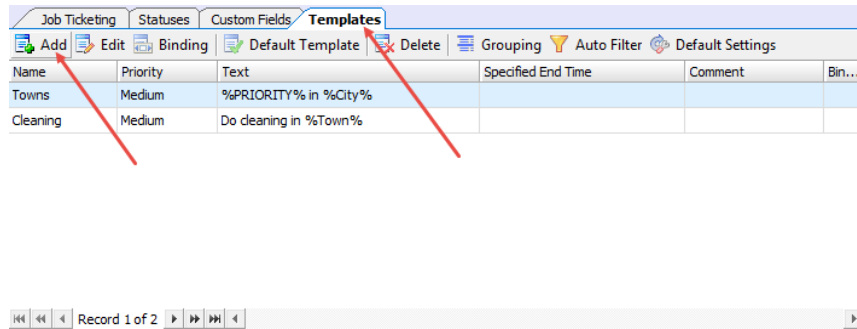 Job Ticketing Statuses Custom Fields Templates
Add Edit Binding Default Template Delete Grouping Auto Filter Default Settings
Name Priority Text Specified End Time Comment Bin...
Towns Medium %PRIORITY% in %City%
Cleaning Medium Do cleaning in %Town%
Record 1 of 2